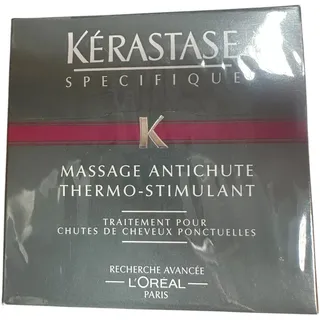 KÉRASTASE
SPECIFIQUE
K
MASSAGE ANTICHUTE
THERMO-STIMULANT
TRAITEMENT POUR
CHUTES DE CHEVEUX PONCTUELLES
RECHERCHE AVANCÉE
L'ORÉAL
PARIS